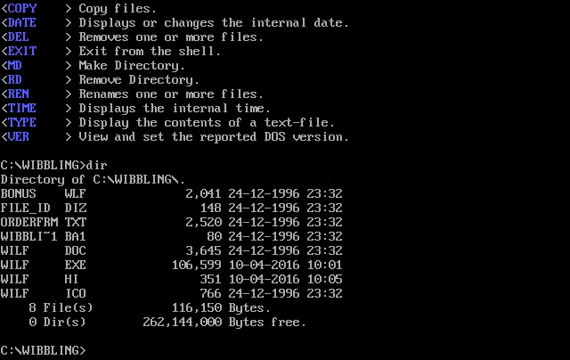 <COPY    > Copy files.
<DATE    > Displays or changes the internal date.
<DEL     > Removes one or more files.
<EXIT    > Exit from the shell.
<MD      > Make Directory.
<RD      > Remove Directory.
<REN     > Renames one or more files.
<TIME    > Displays the internal time.
<TYPE    > Display the contents of a text-file.
<VER     > View and set the reported DOS version.
C:\WIBBLING>dir
Directory of C:\WIBBLING\.
BONUS    WLF              2,041 24-12-1996 23:32
FILE_ID  DIZ                148 24-12-1996 23:32
ORDERFRM TXT              2,520 24-12-1996 23:32
WIBBLI~1 BA1                 80 24-12-1996 23:32
WILF     DOC              3,645 24-12-1996 23:32
WILF     EXE            106,599 10-04-2016 10:01
WILF     HI                 351 10-04-2016 10:05
WILF     ICO                766 24-12-1996 23:32
    8 File(s)           116,150 Bytes.
    0 Dir(s)        262,144,000 Bytes free.
C:\WIBBLING>